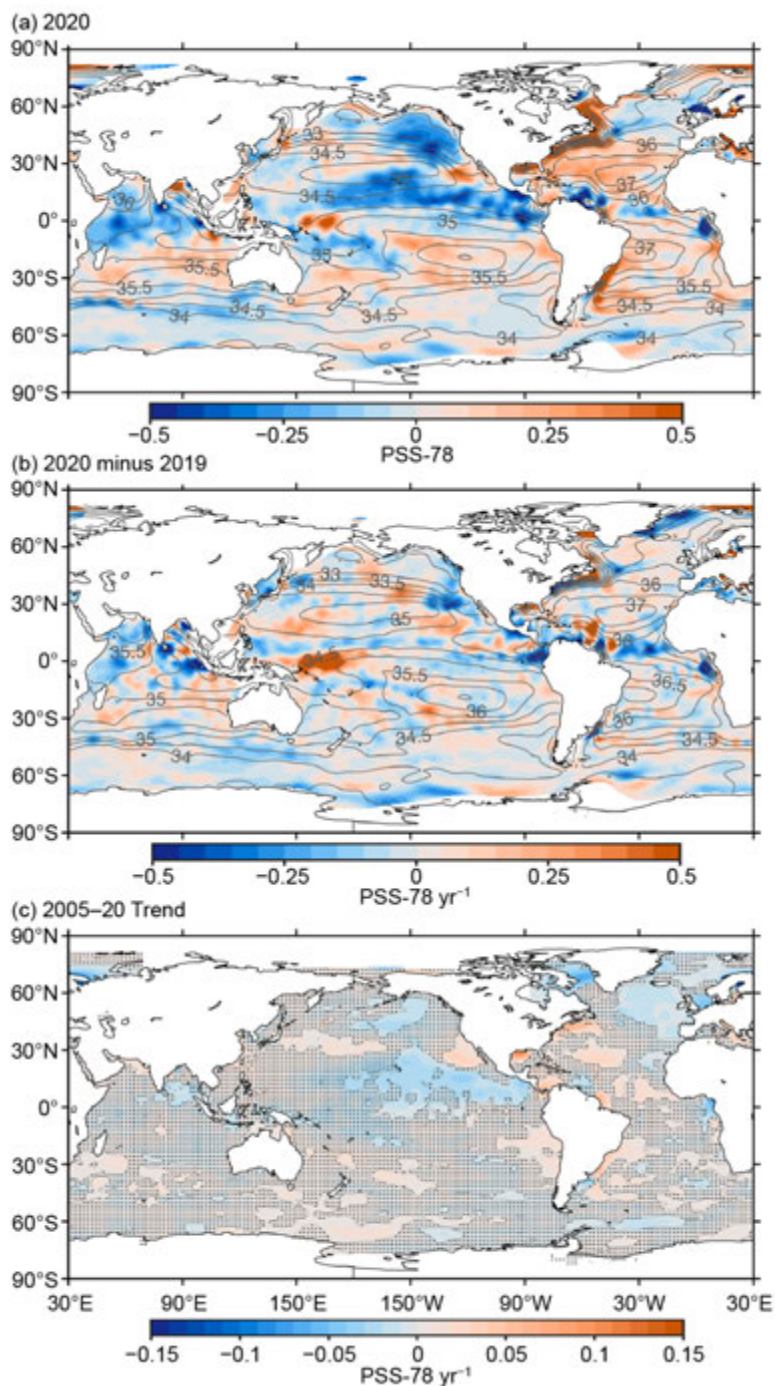 (a) 2020
90°N
60°N
36
33
30°N
34.5
37
36
34.5
36
0°
35
35
37
30°S
35.5
35.5
35.5
34.5
34
34
60°S
34
34
90°S
−0.5 −0.25 0 0.25 0.5
PSS-78
(b) 2020 minus 2019
90°N
60°N
33 33.5 36
34
30°N
35 37
36
35.5
0°
35.5
36.5
35
36
30°S
36
35
34.5
34.5
34
34
60°S
90°S
−0.5 −0.25 0 0.25 0.5
PSS-78 yr⁻¹
(c) 2005–20 Trend
90°N
60°N
30°N
0°
30°S
60°S
90°S
30°E 90°E 150°E 150°W 90°W 30°W 30°E
−0.15 −0.1 −0.05 0 0.05 0.1 0.15
PSS-78 yr⁻¹